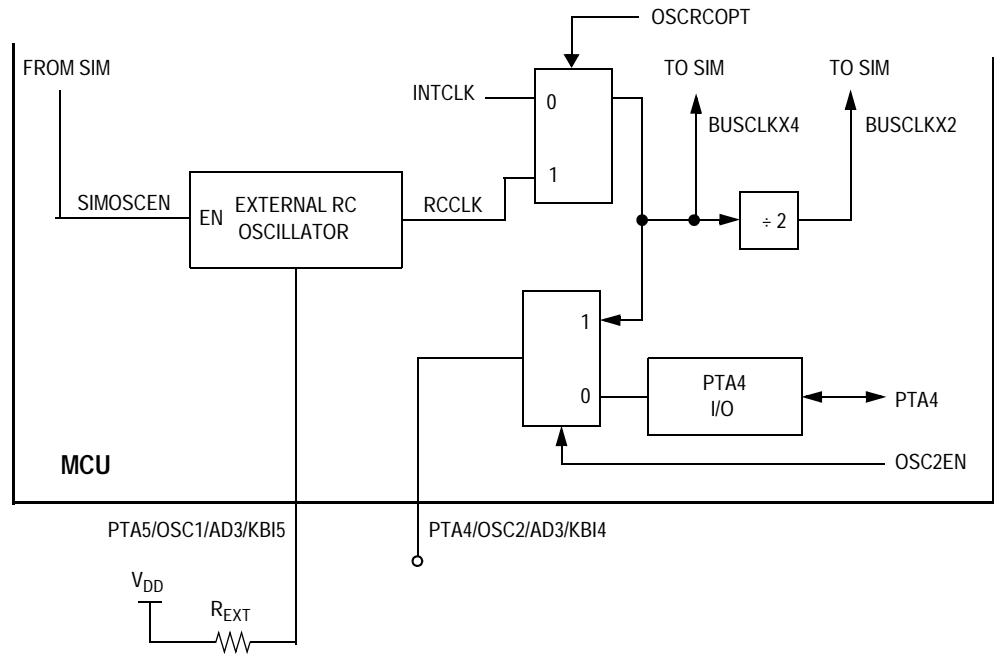 OSCRCOPT
FROM SIM
TO SIM
TO SIM
INTCLK
0
BUSCLKX4
BUSCLKX2
1
SIMOSCEN
EN
EXTERNAL RC
OSCILLATOR
RCCLK
÷ 2
1
0
PTA4
I/O
PTA4
MCU
OSC2EN
PTA5/OSC1/AD3/KBI5
PTA4/OSC2/AD3/KBI4
VDD
REXT